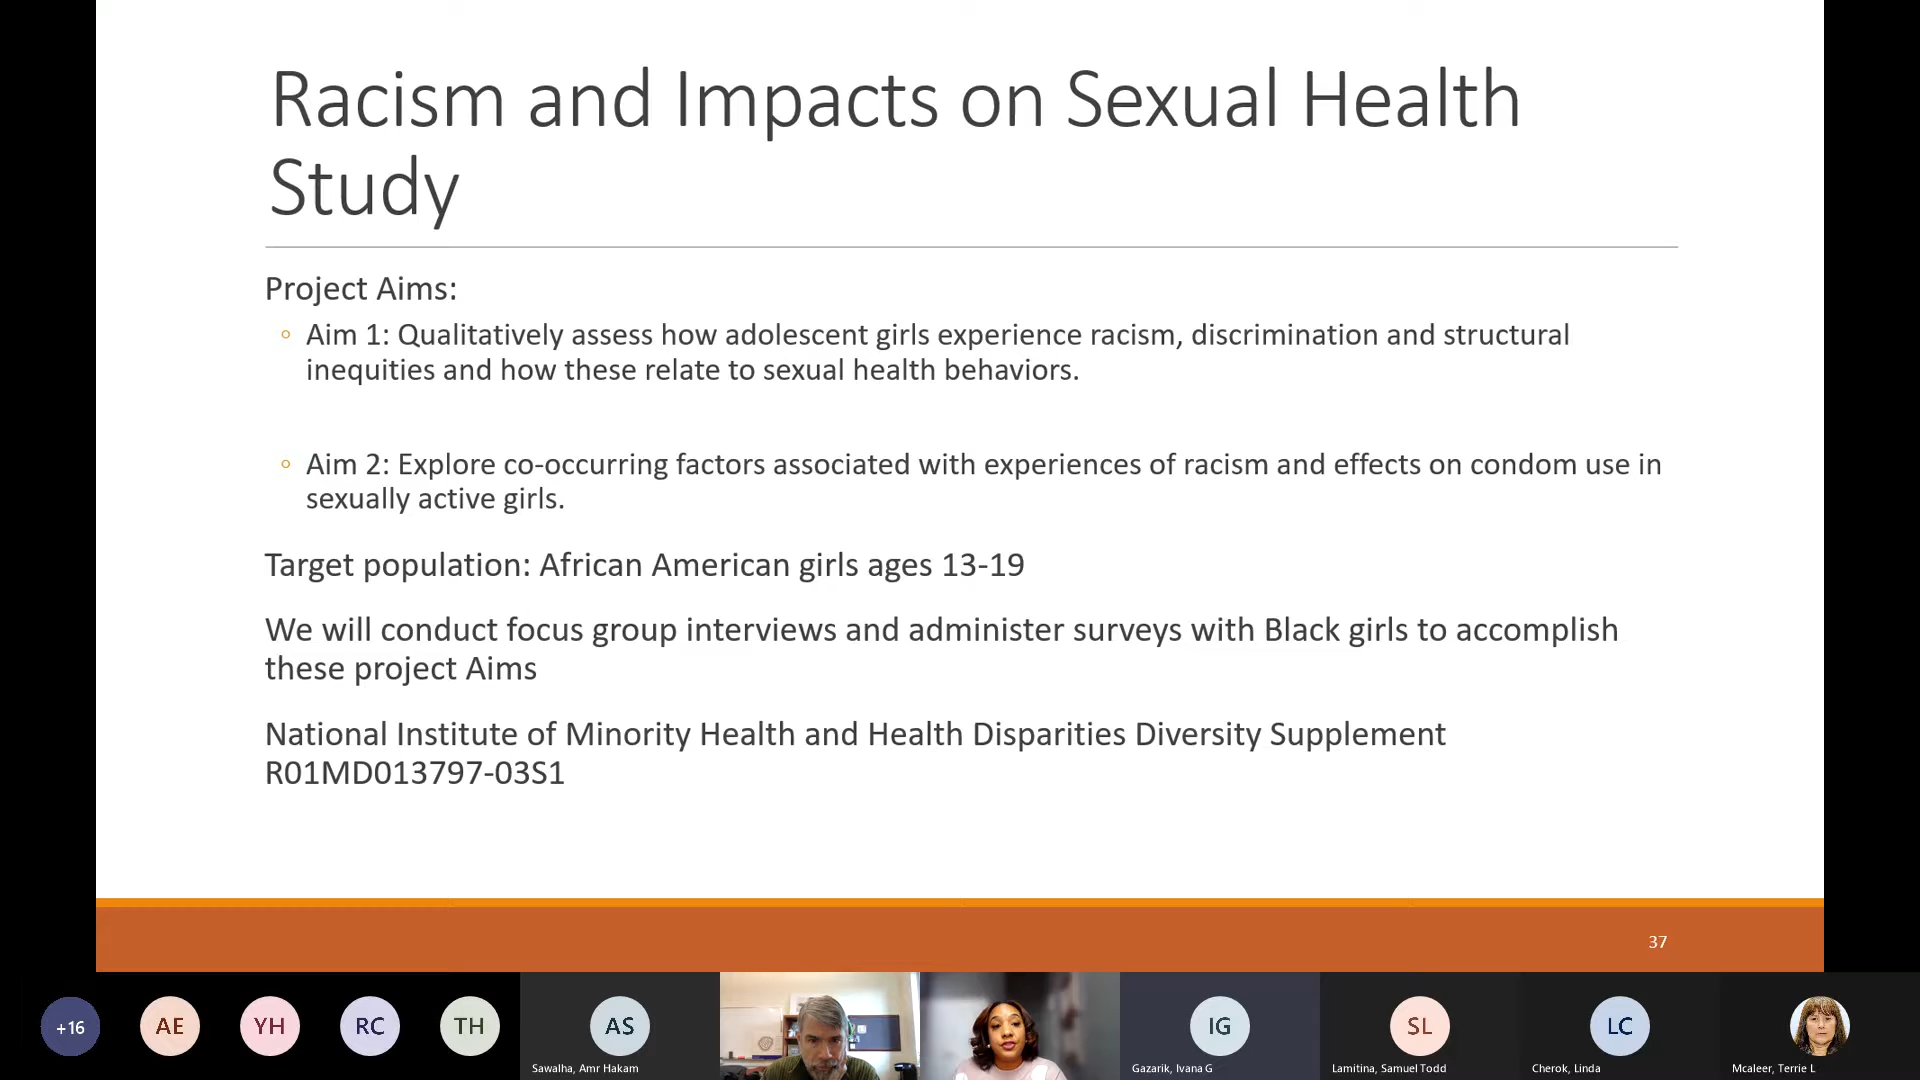 Racism and Impacts on Sexual Health
Study
Project Aims:
◦ Aim 1: Qualitatively assess how adolescent girls experience racism, discrimination and structural
inequities and how these relate to sexual health behaviors.
◦ Aim 2: Explore co-occurring factors associated with experiences of racism and effects on condom use in
sexually active girls.
Target population: African American girls ages 13-19
We will conduct focus group interviews and administer surveys with Black girls to accomplish
these project Aims
National Institute of Minority Health and Health Disparities Diversity Supplement
R01MD013797-03S1
37
+16
AE
YH
RC
TH
AS
IG
SL
LC
Sawalha, Amr Hakam
Gazarik, Ivana G
Lamitina, Samuel Todd
Cherok, Linda
Mcaleer, Terrie L